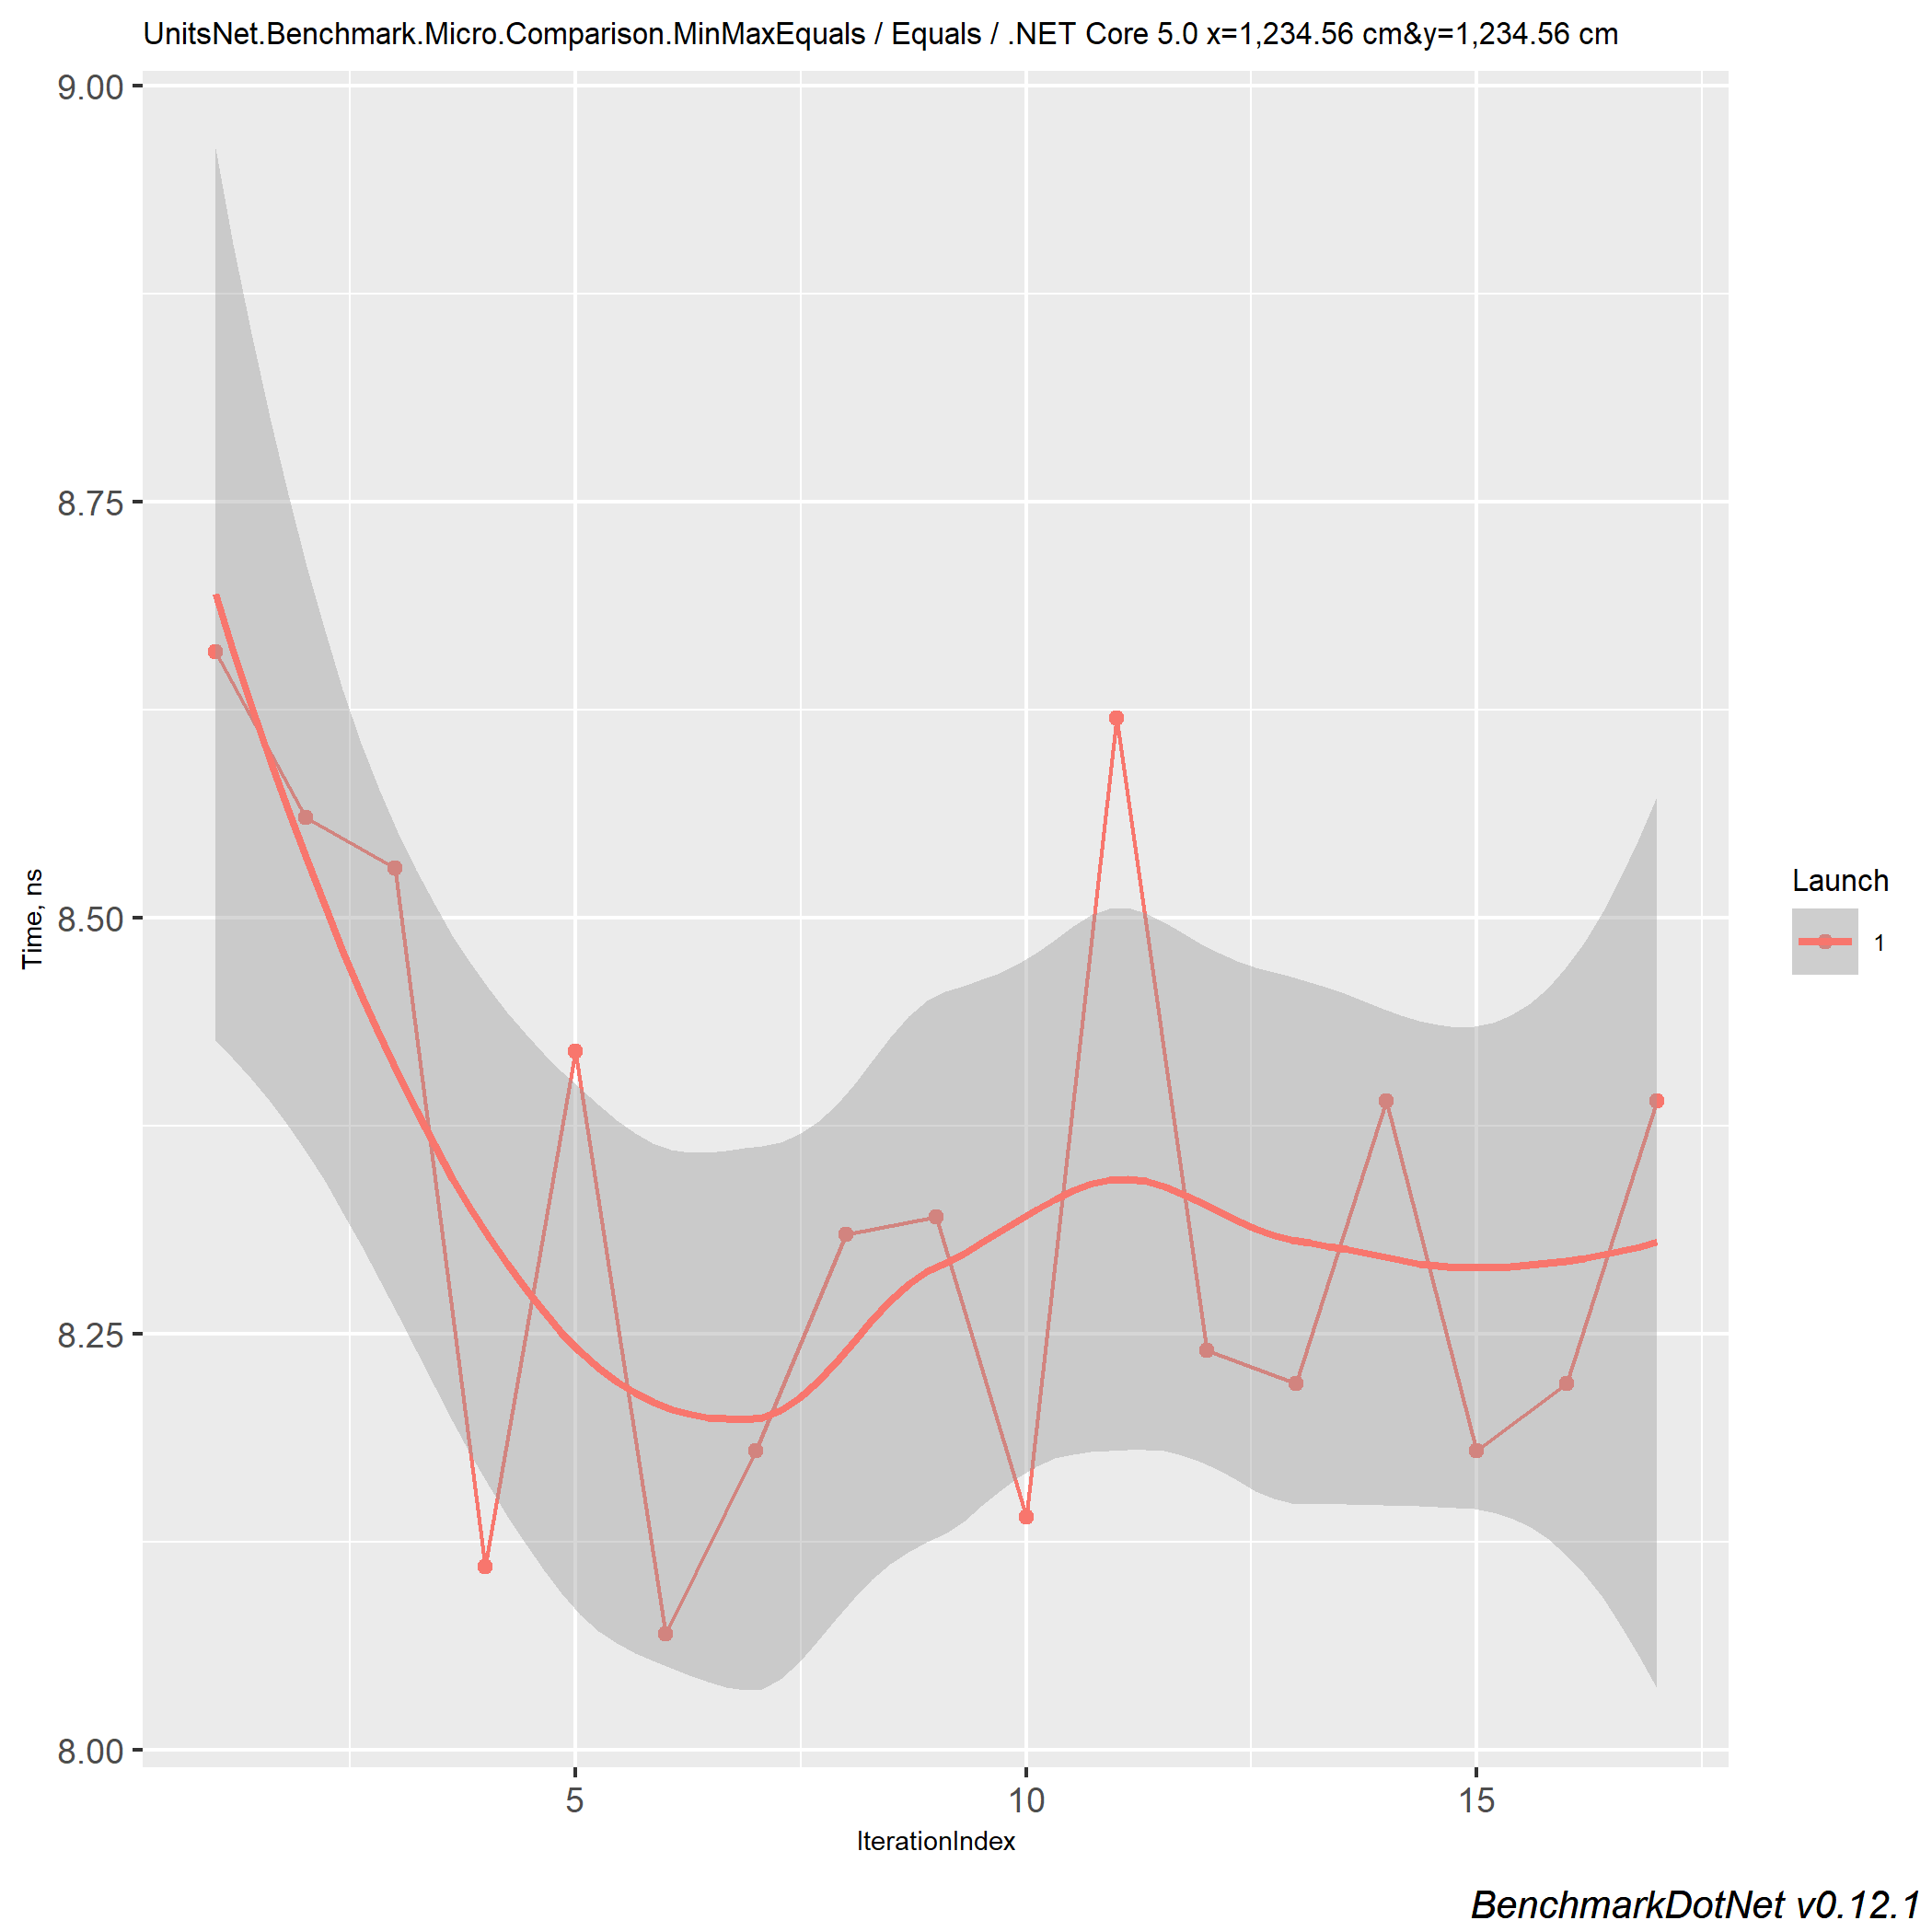 UnitsNet.Benchmark.Micro.Comparison.MinMaxEquals / Equals / .NET Core 5.0 x=1,234.56 cm&y=1,234.56 cm
9.00
8.75
8.50
8.25
8.00
Time, ns
5
10
15
IterationIndex
Launch
1
BenchmarkDotNet v0.12.1